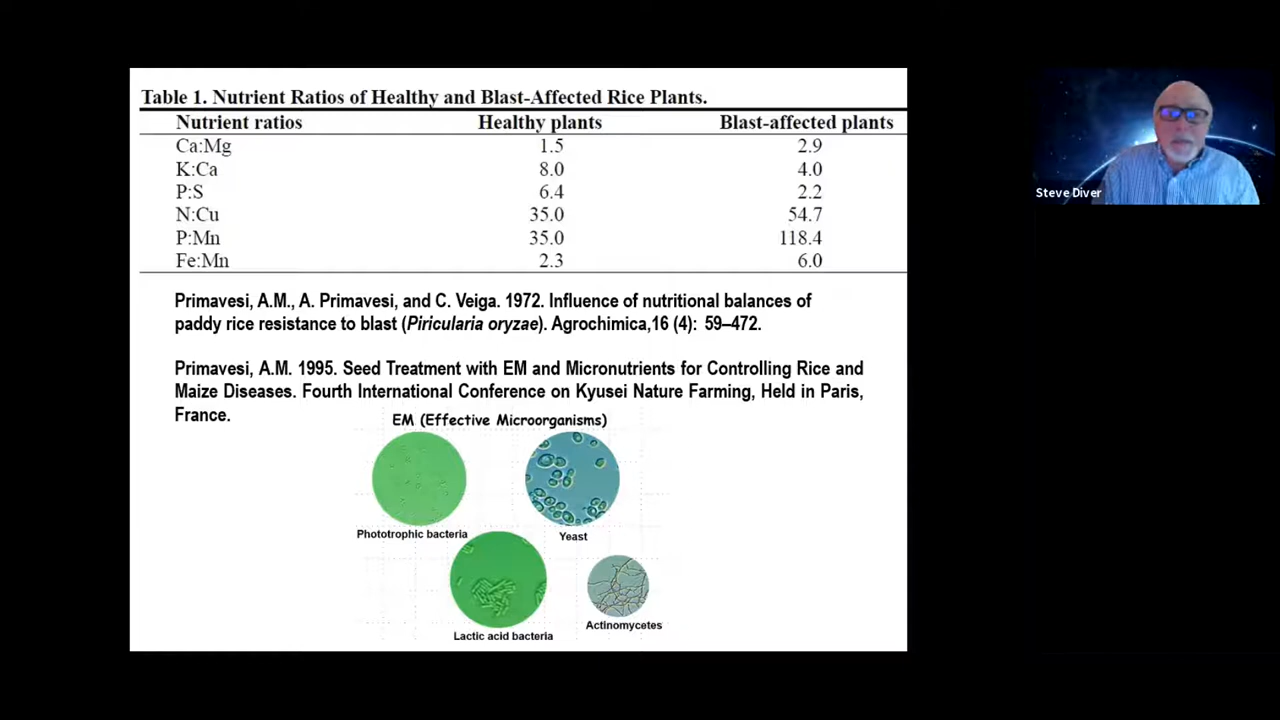 Table 1. Nutrient Ratios of Healthy and Blast-Affected Rice Plants.
Nutrient ratios Healthy plants Blast-affected plants
Ca:Mg 1.5 2.9
K:Ca 8.0 4.0
P:S 6.4 2.2
N:Cu 35.0 54.7
P:Mn 35.0 118.4
Fe:Mn 2.3 6.0
Primavesi, A.M., A. Primavesi, and C. Veiga. 1972. Influence of nutritional balances of
paddy rice resistance to blast (Piricularia oryzae). Agrochimica,16 (4): 59–472.
Primavesi, A.M. 1995. Seed Treatment with EM and Micronutrients for Controlling Rice and
Maize Diseases. Fourth International Conference on Kyusei Nature Farming, Held in Paris,
France.
EM (Effective Microorganisms)
Phototrophic bacteria
Yeast
Lactic acid bacteria
Actinomycetes
Steve Diver